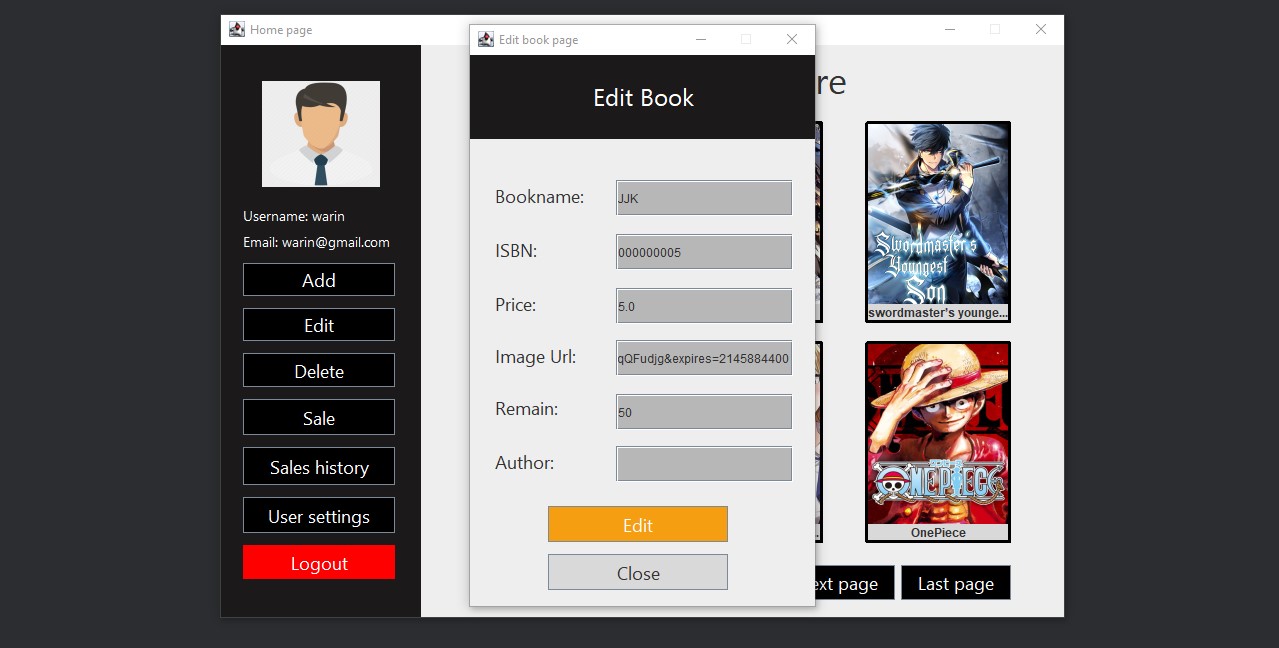 Home page
Username: warin
Email: warin@gmail.com
Add
Edit
Delete
Sale
Sales history
User settings
Logout
Edit book page
Edit Book
Bookname:
JJK
ISBN:
000000005
Price:
5.0
Image Url:
qQFudjg&expires=2145884400
Remain:
50
Author:
Edit
Close
re
Swordmaster's
Youngest
Son
swordmaster's younge...
ONE PIECE
OnePiece
ext page
Last page